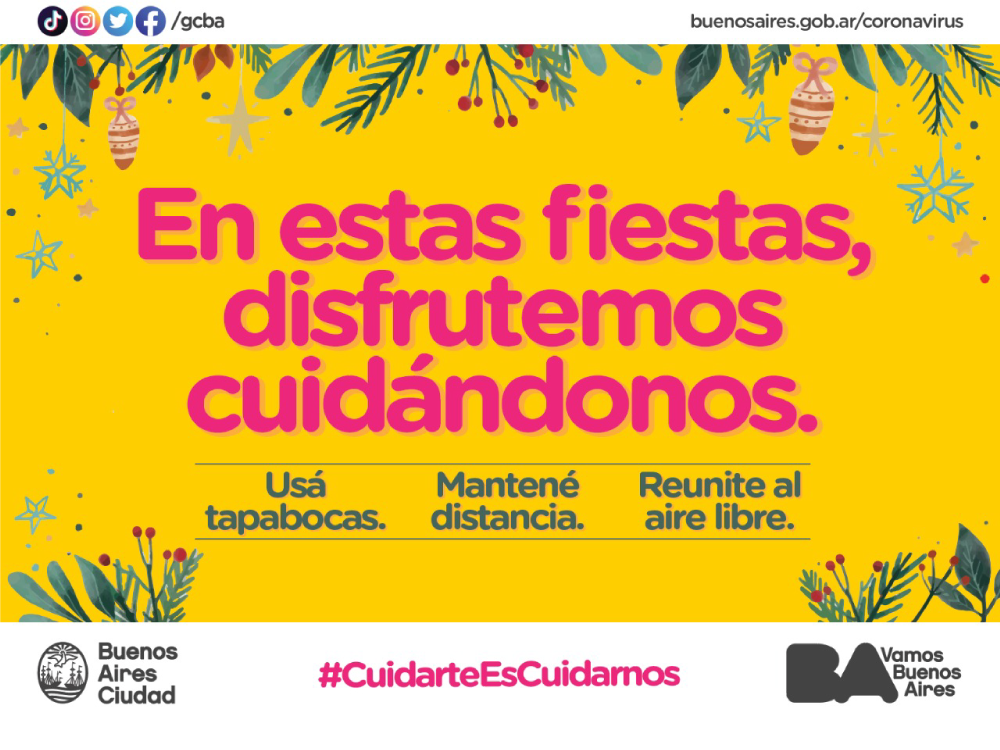 /gcba
buenosaires.gob.ar/coronavirus
En estas fiestas,
disfrutemos
cuidándonos.
Usá
tapabocas.
Mantené
distancia.
Reunite al
aire libre.
Buenos
Aires
Ciudad
#CuidarteEsCuidarnos
BA
Vamos
Buenos
Aires